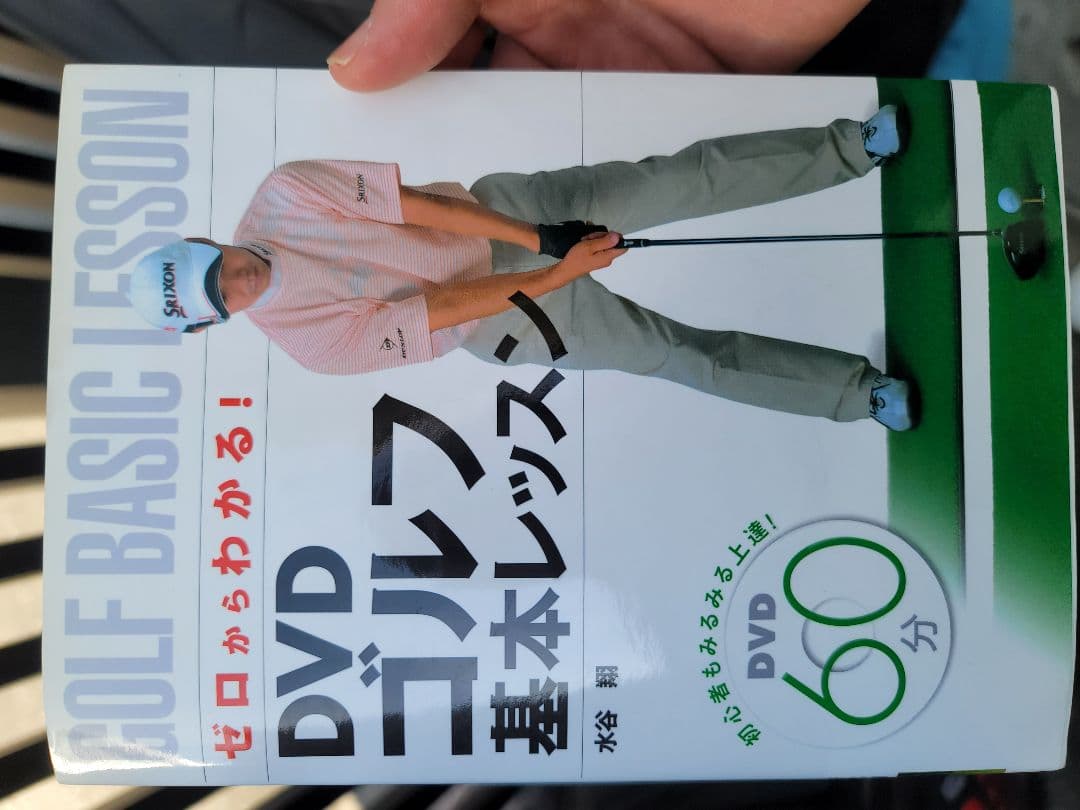 GOLF BASIC LESSON
ゼロからわかる!
DVD
ゴルフ
基本レッスン
水谷 翔
初心者もみるみる上達!
DVD
60
分
SRIXON
SRIXON
DUNLOP